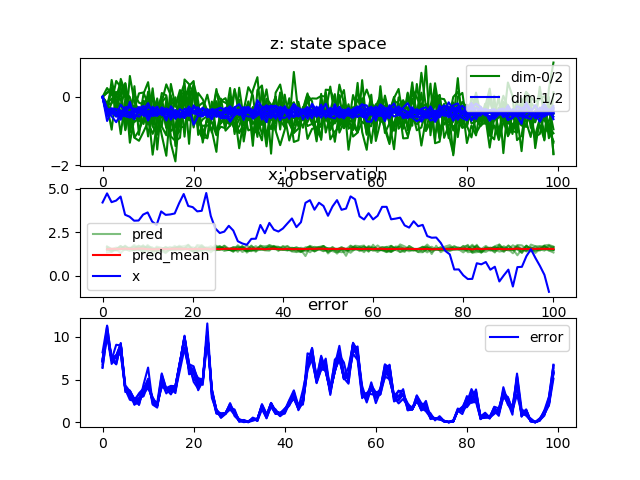 z: state space
0
−2
dim-0/2
dim-1/2
0 20 40 60 80 100
x: observation
5.0
2.5
0.0
pred
pred_mean
x
0 20 40 60 80 100
error
10
5
0
error
0 20 40 60 80 100